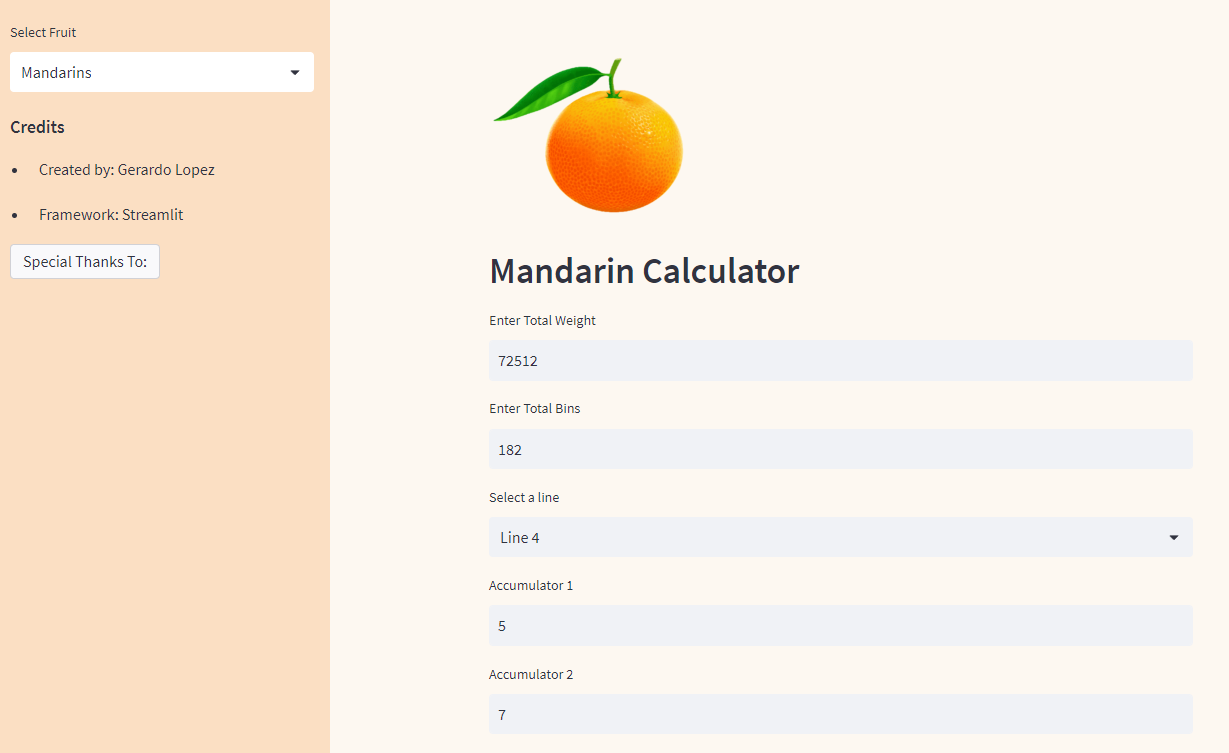 Select Fruit
Mandarins
Credits
Created by: Gerardo Lopez
Framework: Streamlit
Special Thanks To:
Mandarin Calculator
Enter Total Weight
72512
Enter Total Bins
182
Select a line
Line 4
Accumulator 1
5
Accumulator 2
7